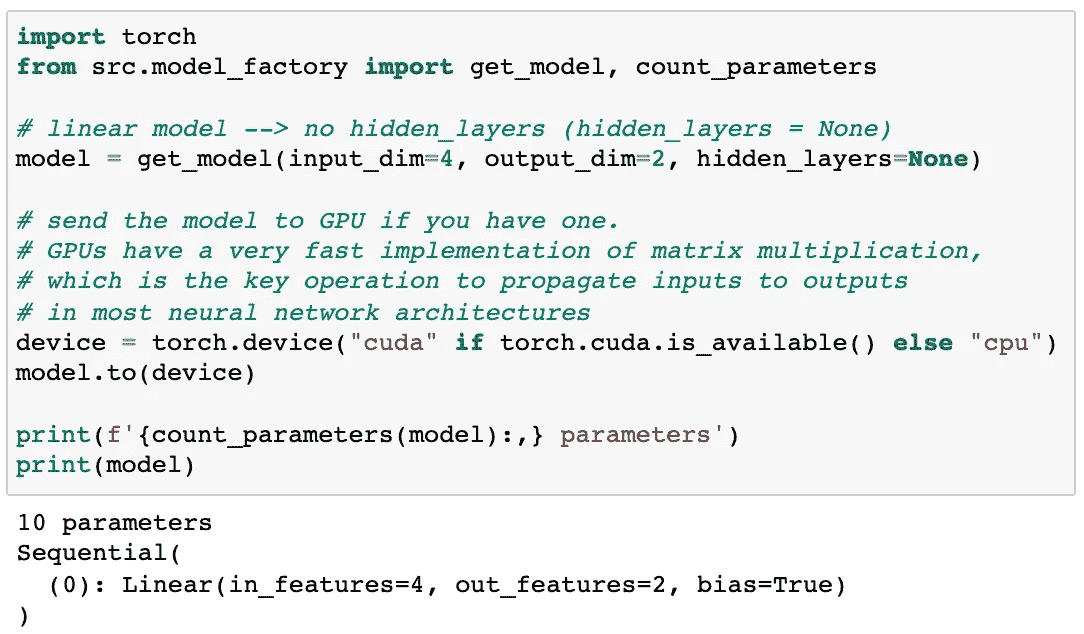 import torch
from src.model_factory import get_model, count_parameters
# linear model --> no hidden_layers (hidden_layers = None)
model = get_model(input_dim=4, output_dim=2, hidden_layers=None)
# send the model to GPU if you have one.
# GPUs have a very fast implementation of matrix multiplication,
# which is the key operation to propagate inputs to outputs
# in most neural network architectures
device = torch.device("cuda" if torch.cuda.is_available() else "cpu")
model.to(device)
print(f'{count_parameters(model):,} parameters')
print(model)
10 parameters
Sequential(
  (0): Linear(in_features=4, out_features=2, bias=True)
)